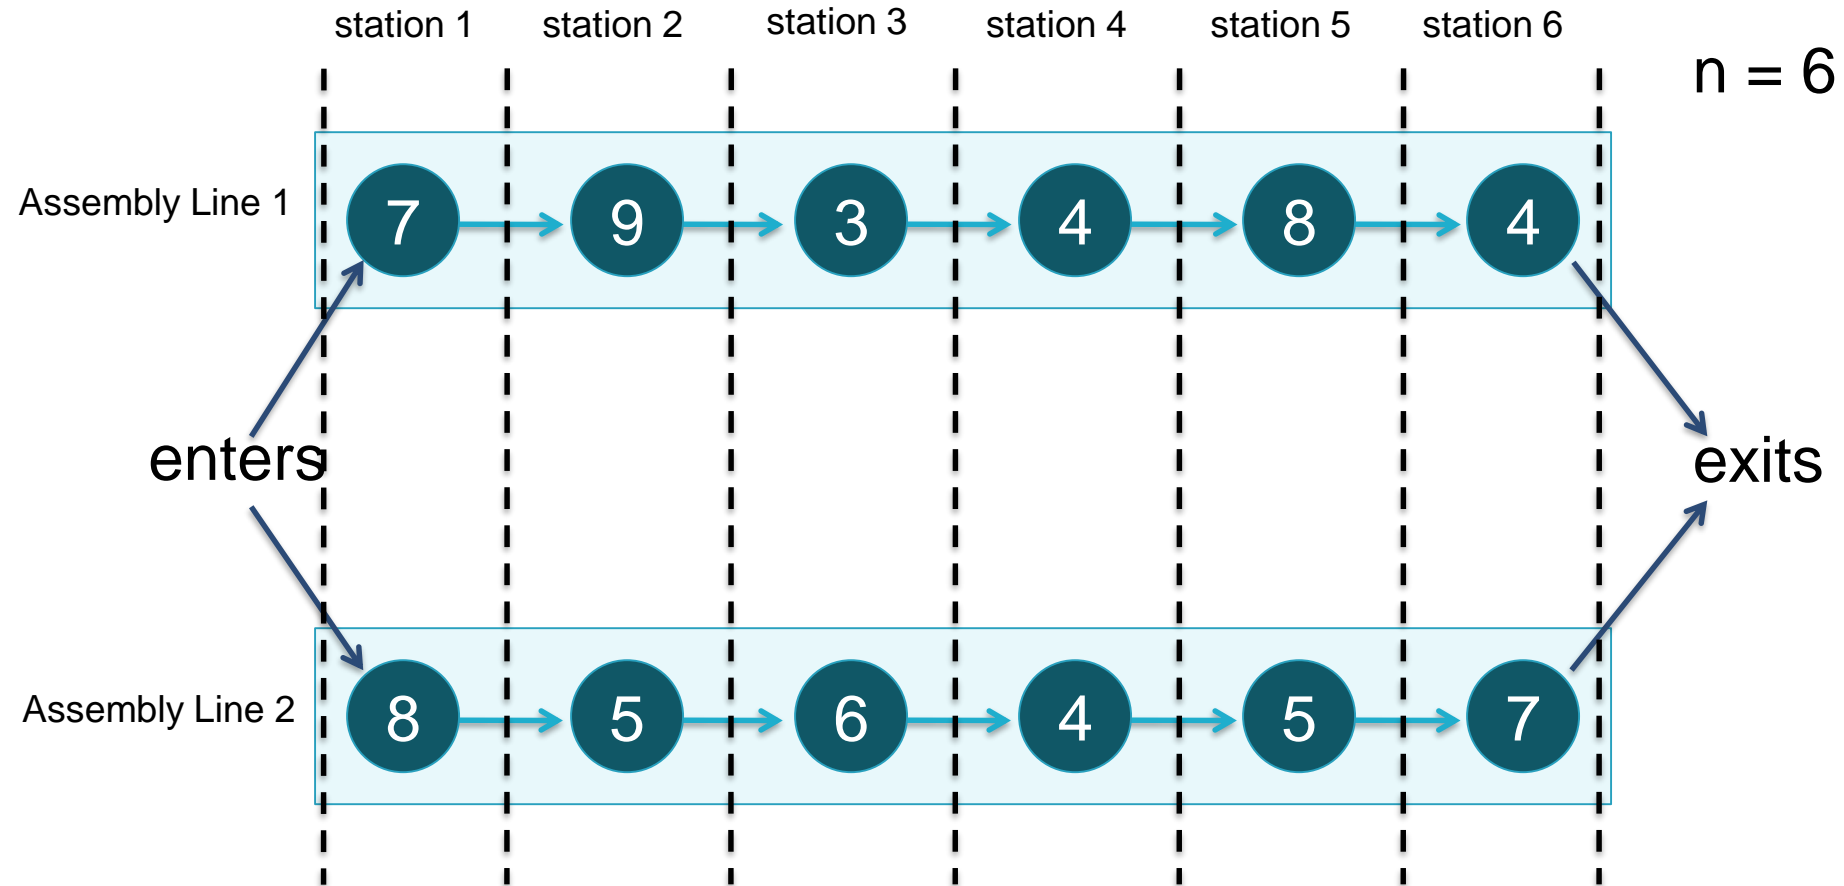 station 1 station 2 station 3 station 4 station 5 station 6
n = 6
Assembly Line 1 7 9 3 4 8 4
enters exits
Assembly Line 2 8 5 6 4 5 7